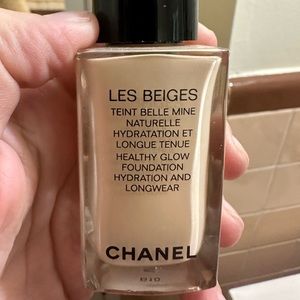 LES BEIGES
TEINT BELLE MINE
NATURELLE
HYDRATATION ET
LONGUE TENUE
HEALTHY GLOW
FOUNDATION
HYDRATION AND
LONGWEAR
CHANEL